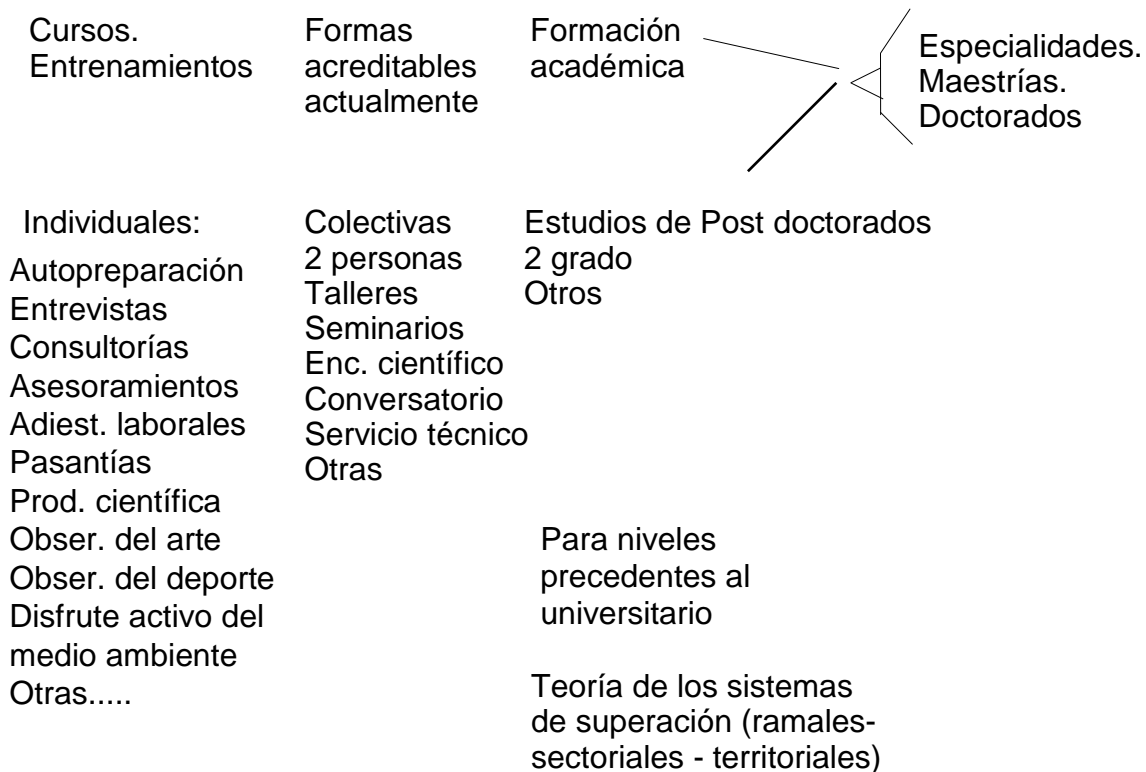 Cursos.
Entrenamientos
Formas
acreditables
actualmente
Formación
académica
Especialidades.
Maestrías.
Doctorados
Individuales:
Autopreparación
Entrevistas
Consultorías
Asesoramientos
Adiest. laborales
Pasantías
Prod. científica
Obser. del arte
Obser. del deporte
Disfrute activo del
medio ambiente
Otras.....
Colectivas
2 personas
Talleres
Seminarios
Enc. científico
Conversatorio
Servicio técnico
Otras
Estudios de Post doctorados
2 grado
Otros
Para niveles
precedentes al
universitario
Teoría de los sistemas
de superación (ramales-
sectoriales - territoriales)